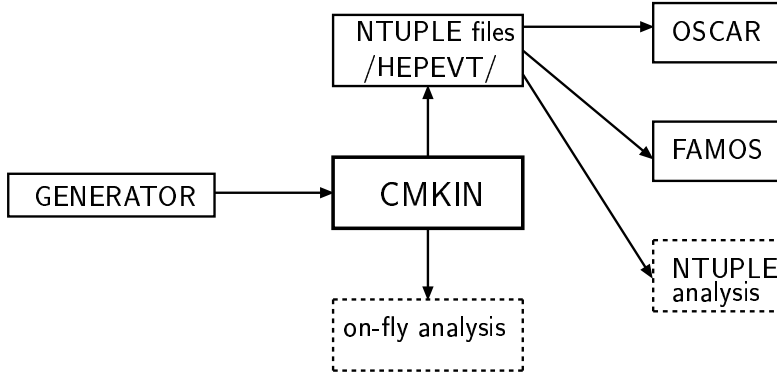 NTUPLE files
/HEPEVT/
OSCAR
FAMOS
GENERATOR
CMKIN
NTUPLE
analysis
on-fly analysis